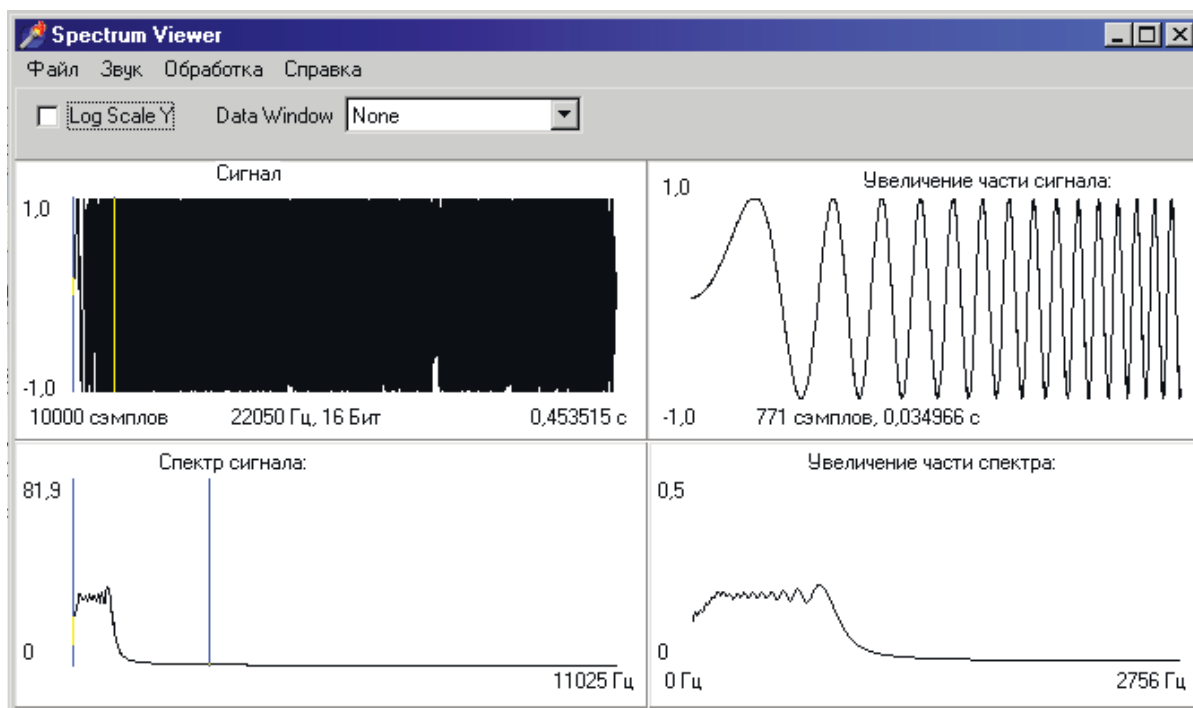 Spectrum Viewer
Файл Звук Обработка Справка
Log Scale Y Data Window None
Сигнал
1,0
-1,0
10000 сэмплов 22050 Гц, 16 Бит 0,453515 с
Увеличение части сигнала:
1,0
-1,0 771 сэмплов, 0,034966 с
Спектр сигнала:
81,9
0
11025 Гц
Увеличение части спектра:
0,5
0
0 Гц 2756 Гц